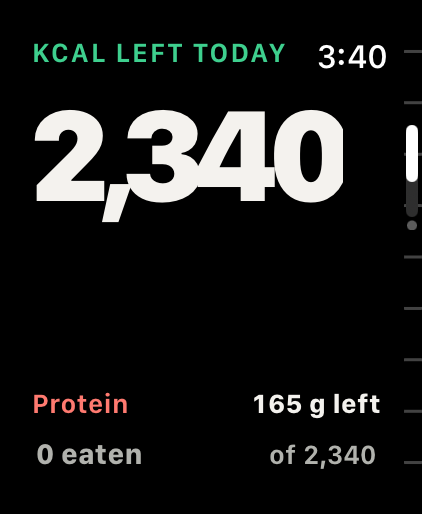 KCAL LEFT TODAY 3:40
2,340
Protein 165 g left
0 eaten of 2,340